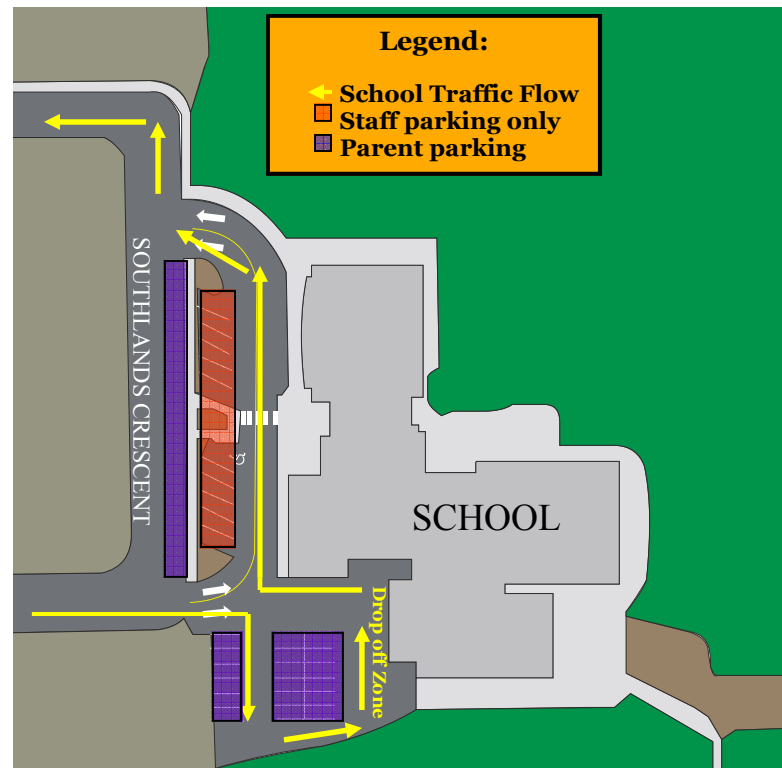 Legend:
School Traffic Flow
Staff parking only
Parent parking
SOUTHLANDS CRESCENT
SCHOOL
Drop off Zone